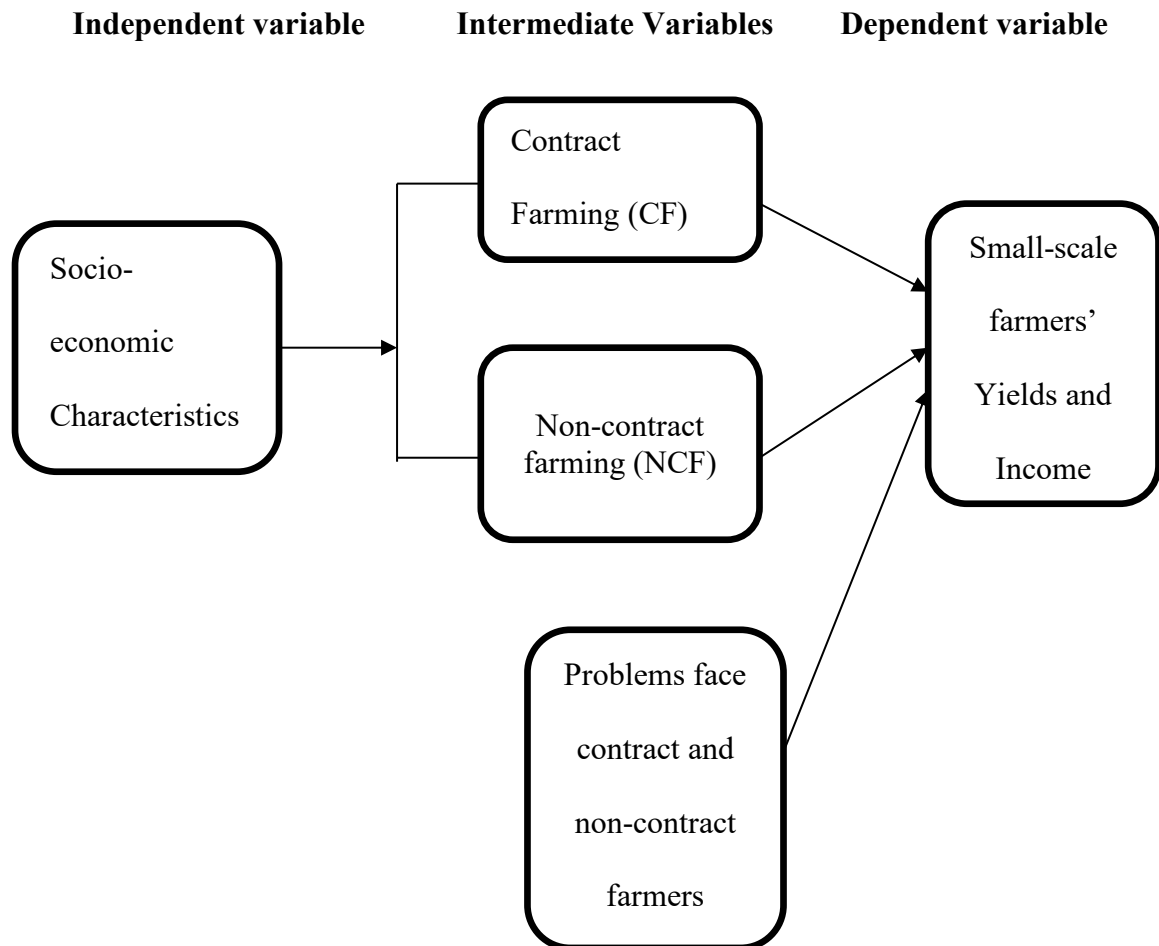 Independent variable
Intermediate Variables
Dependent variable
Socio-
economic
Characteristics
Contract
Farming (CF)
Non-contract
farming (NCF)
Problems face
contract and
non-contract
farmers
Small-scale
farmers’
Yields and
Income